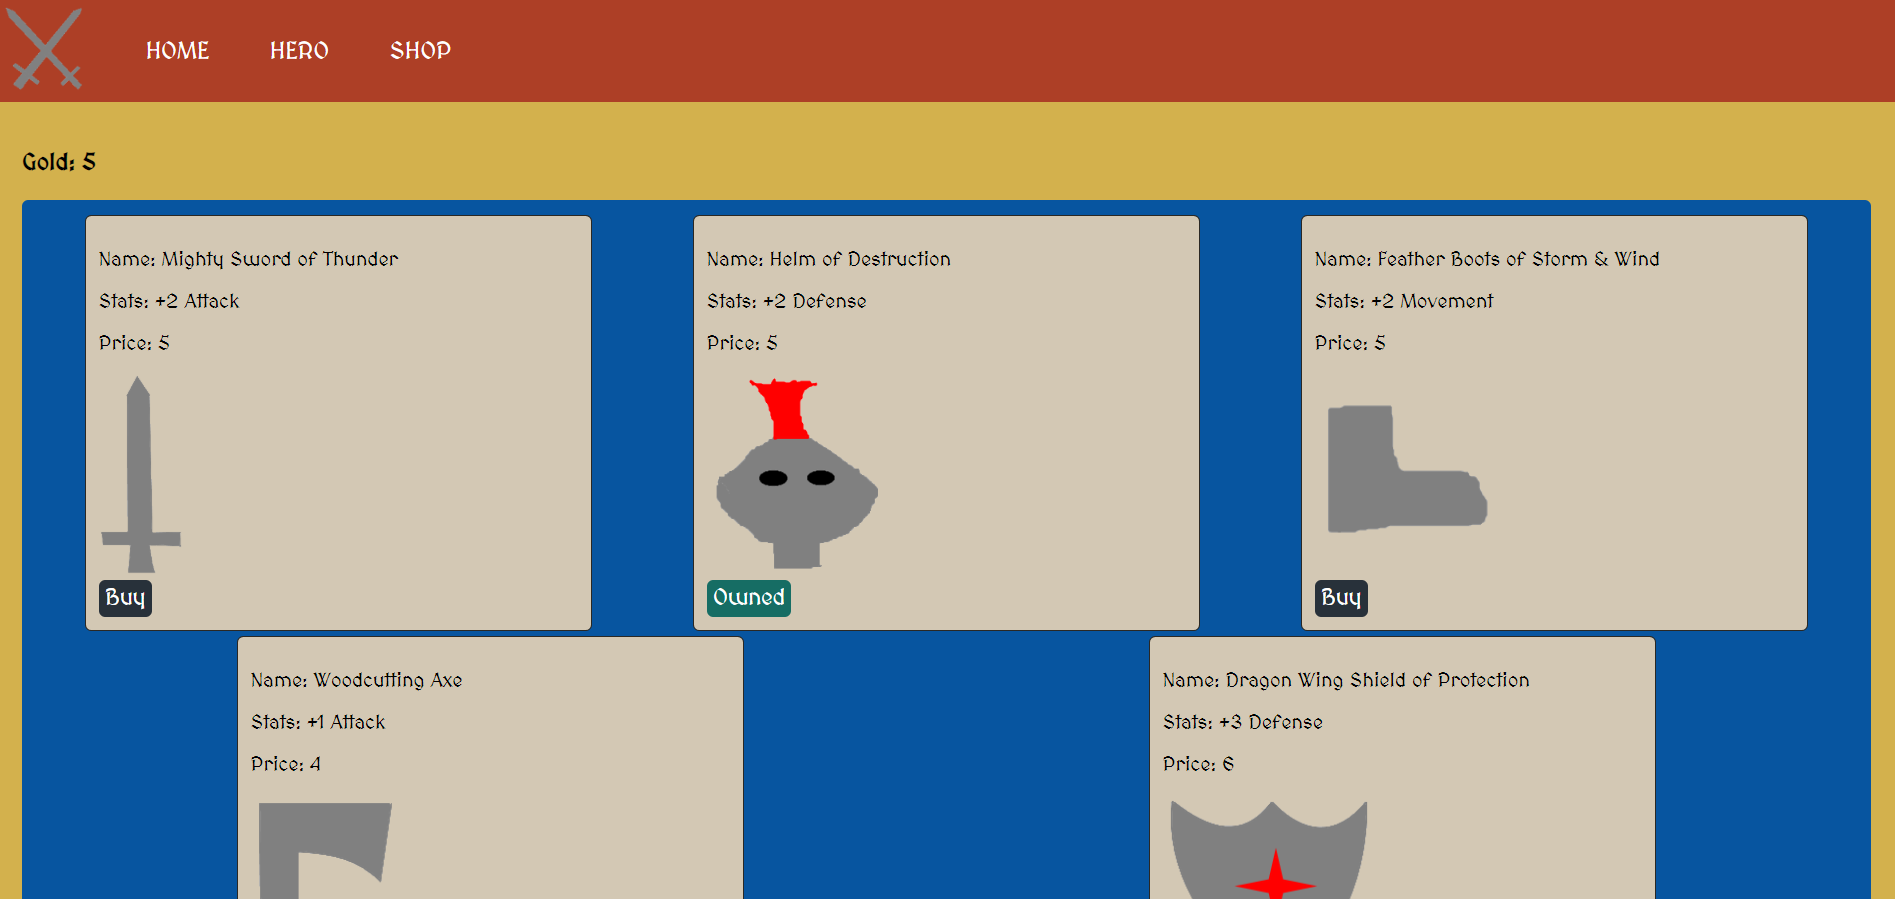 HOME HERO SHOP
Gold: 5
Name: Mighty Sword of Thunder
Stats: +2 Attack
Price: 5
Buy
Name: Helm of Destruction
Stats: +2 Defense
Price: 5
Owned
Name: Feather Boots of Storm & Wind
Stats: +2 Movement
Price: 5
Buy
Name: Woodcutting Axe
Stats: +1 Attack
Price: 4
Name: Dragon Wing Shield of Protection
Stats: +3 Defense
Price: 6